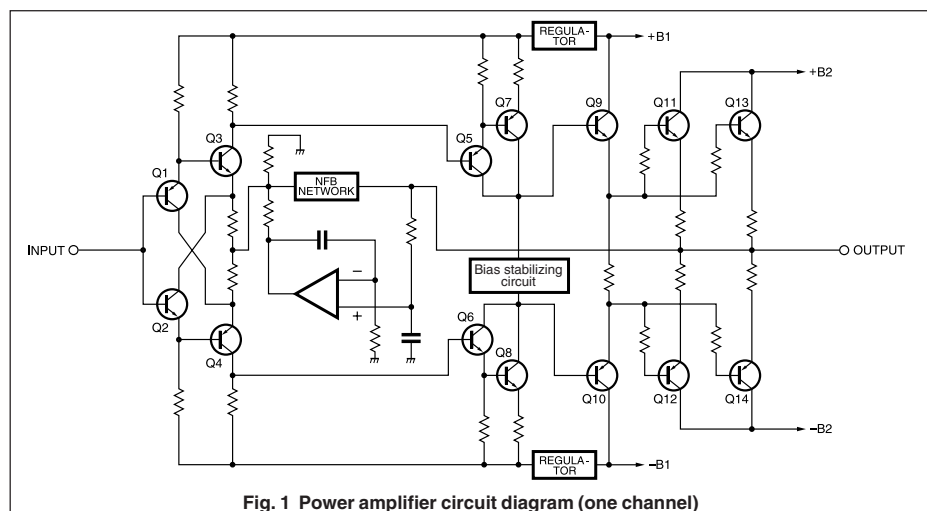 REGULA-
TOR
+B1
+B2
Q7
Q9
Q11
Q13
Q3
Q5
Q1
NFB
NETWORK
INPUT
OUTPUT
Bias stabilizing
circuit
−
+
Q2
Q6
Q4
Q8
Q10
Q12
Q14
−B2
REGULA-
TOR
−B1
Fig. 1 Power amplifier circuit diagram (one channel)